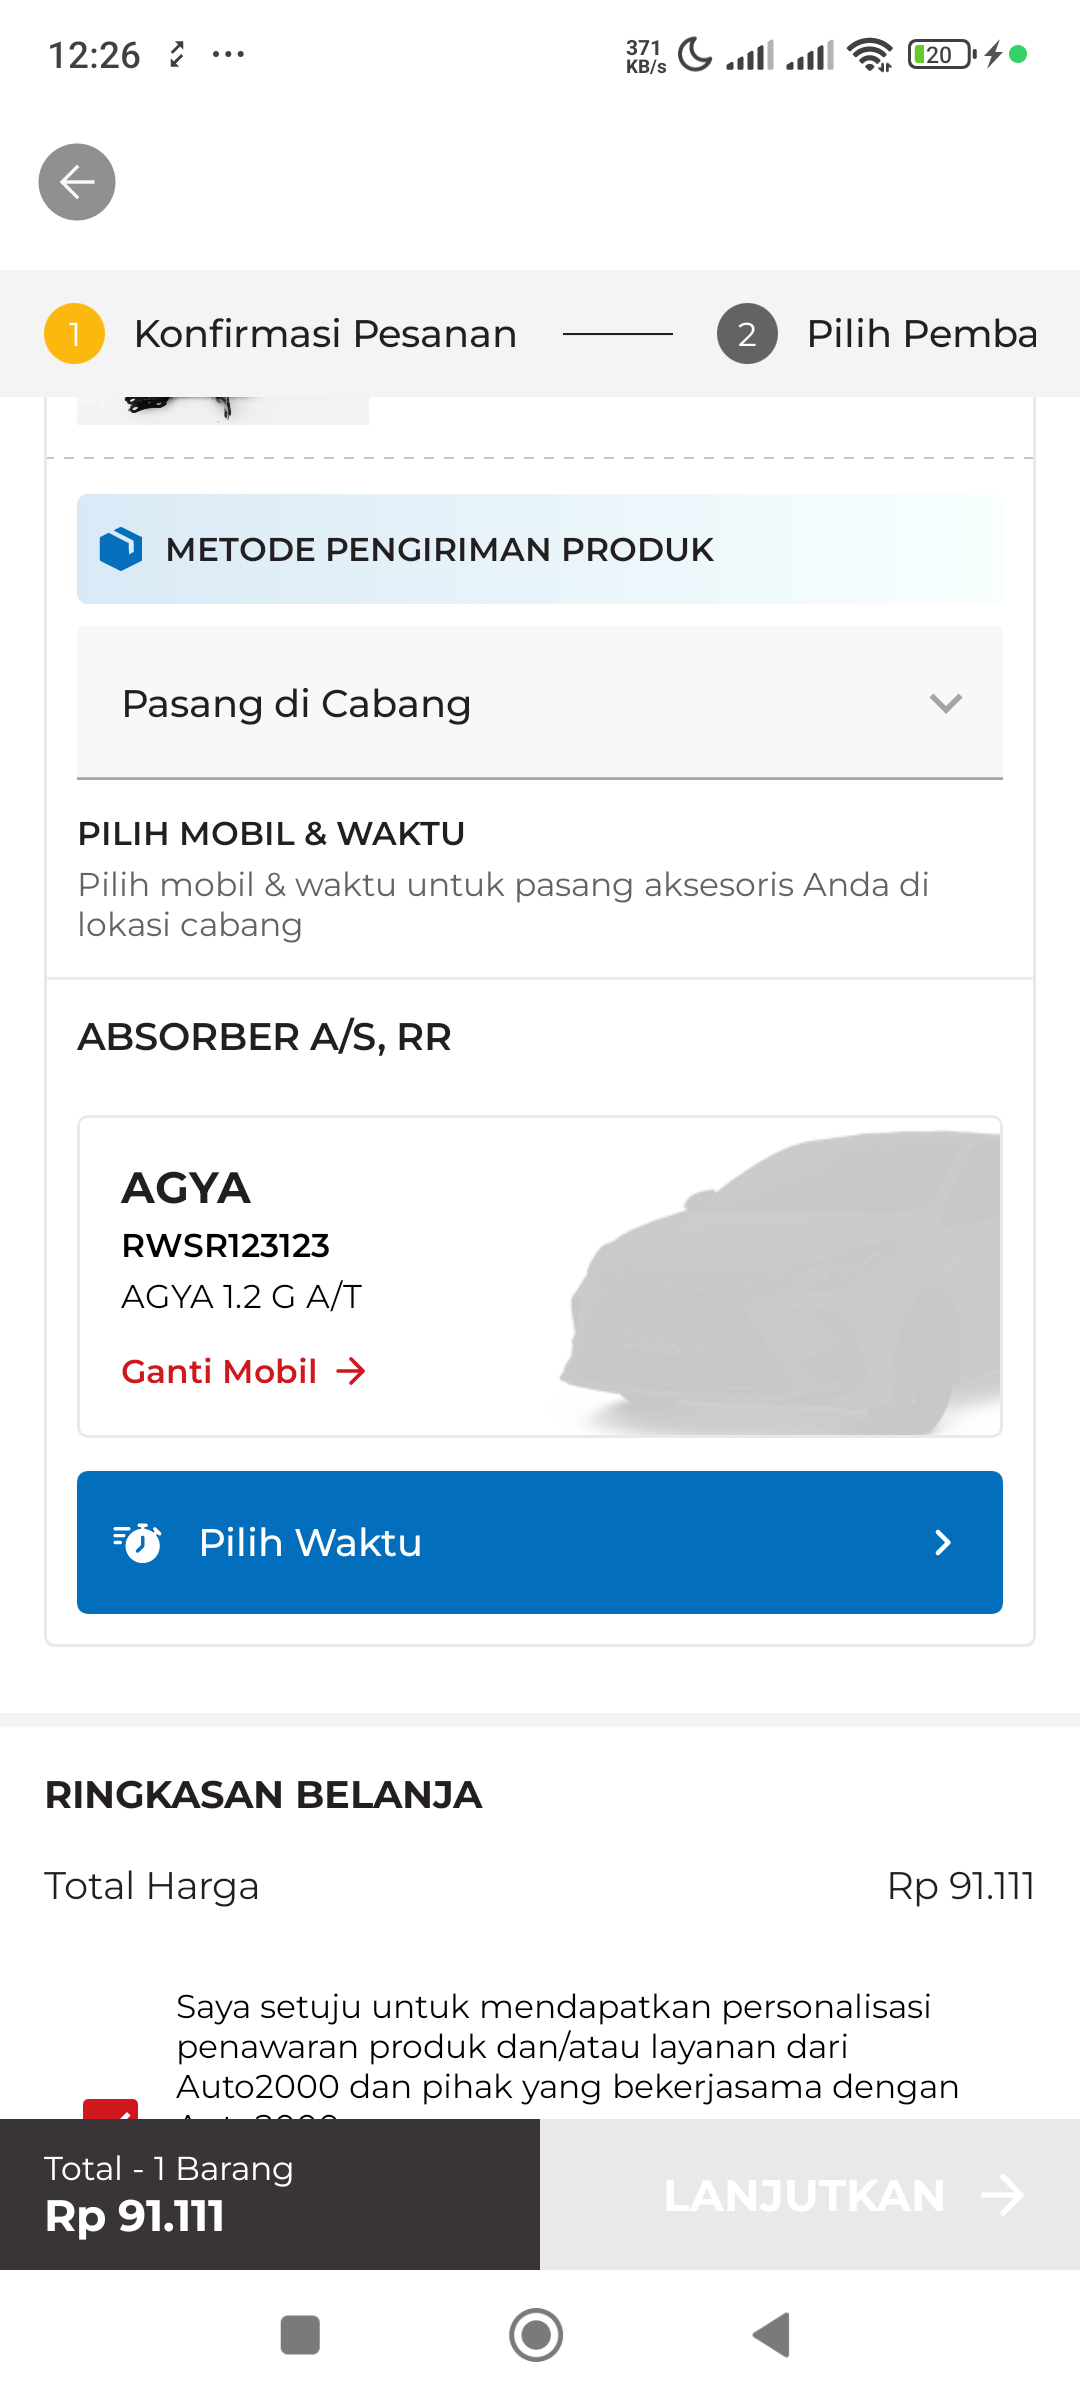 12:26
371
KB/s
20
1 Konfirmasi Pesanan
2 Pilih Pemba
METODE PENGIRIMAN PRODUK
Pasang di Cabang
PILIH MOBIL & WAKTU
Pilih mobil & waktu untuk pasang aksesoris Anda di
lokasi cabang
ABSORBER A/S, RR
AGYA
RWSR123123
AGYA 1.2 G A/T
Ganti Mobil
Pilih Waktu
RINGKASAN BELANJA
Total Harga Rp 91.111
Saya setuju untuk mendapatkan personalisasi
penawaran produk dan/atau layanan dari
Auto2000 dan pihak yang bekerjasama dengan
Auto2000
Total - 1 Barang
Rp 91.111
LANJUTKAN